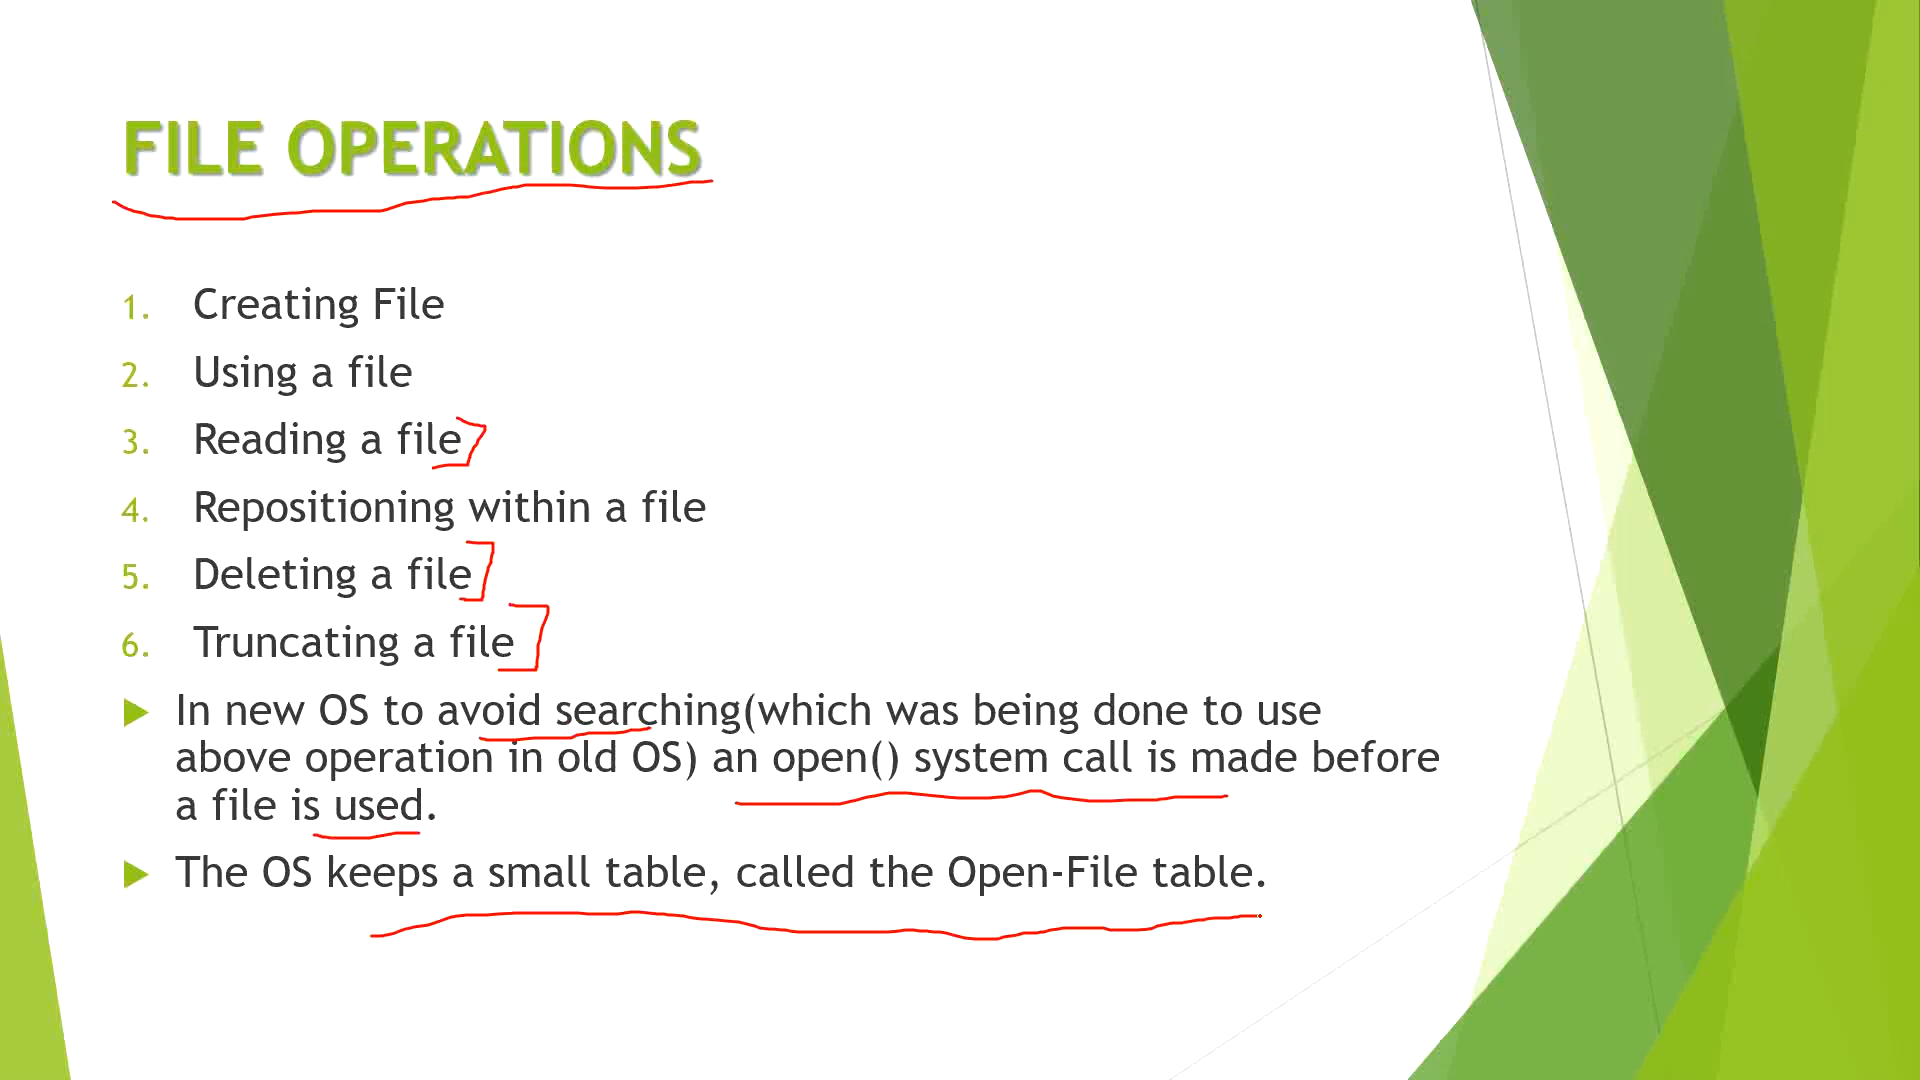 FILE OPERATIONS
1. Creating File
2. Using a file
3. Reading a file
4. Repositioning within a file
5. Deleting a file
6. Truncating a file
In new OS to avoid searching(which was being done to use
above operation in old OS) an open() system call is made before
a file is used.
The OS keeps a small table, called the Open-File table.